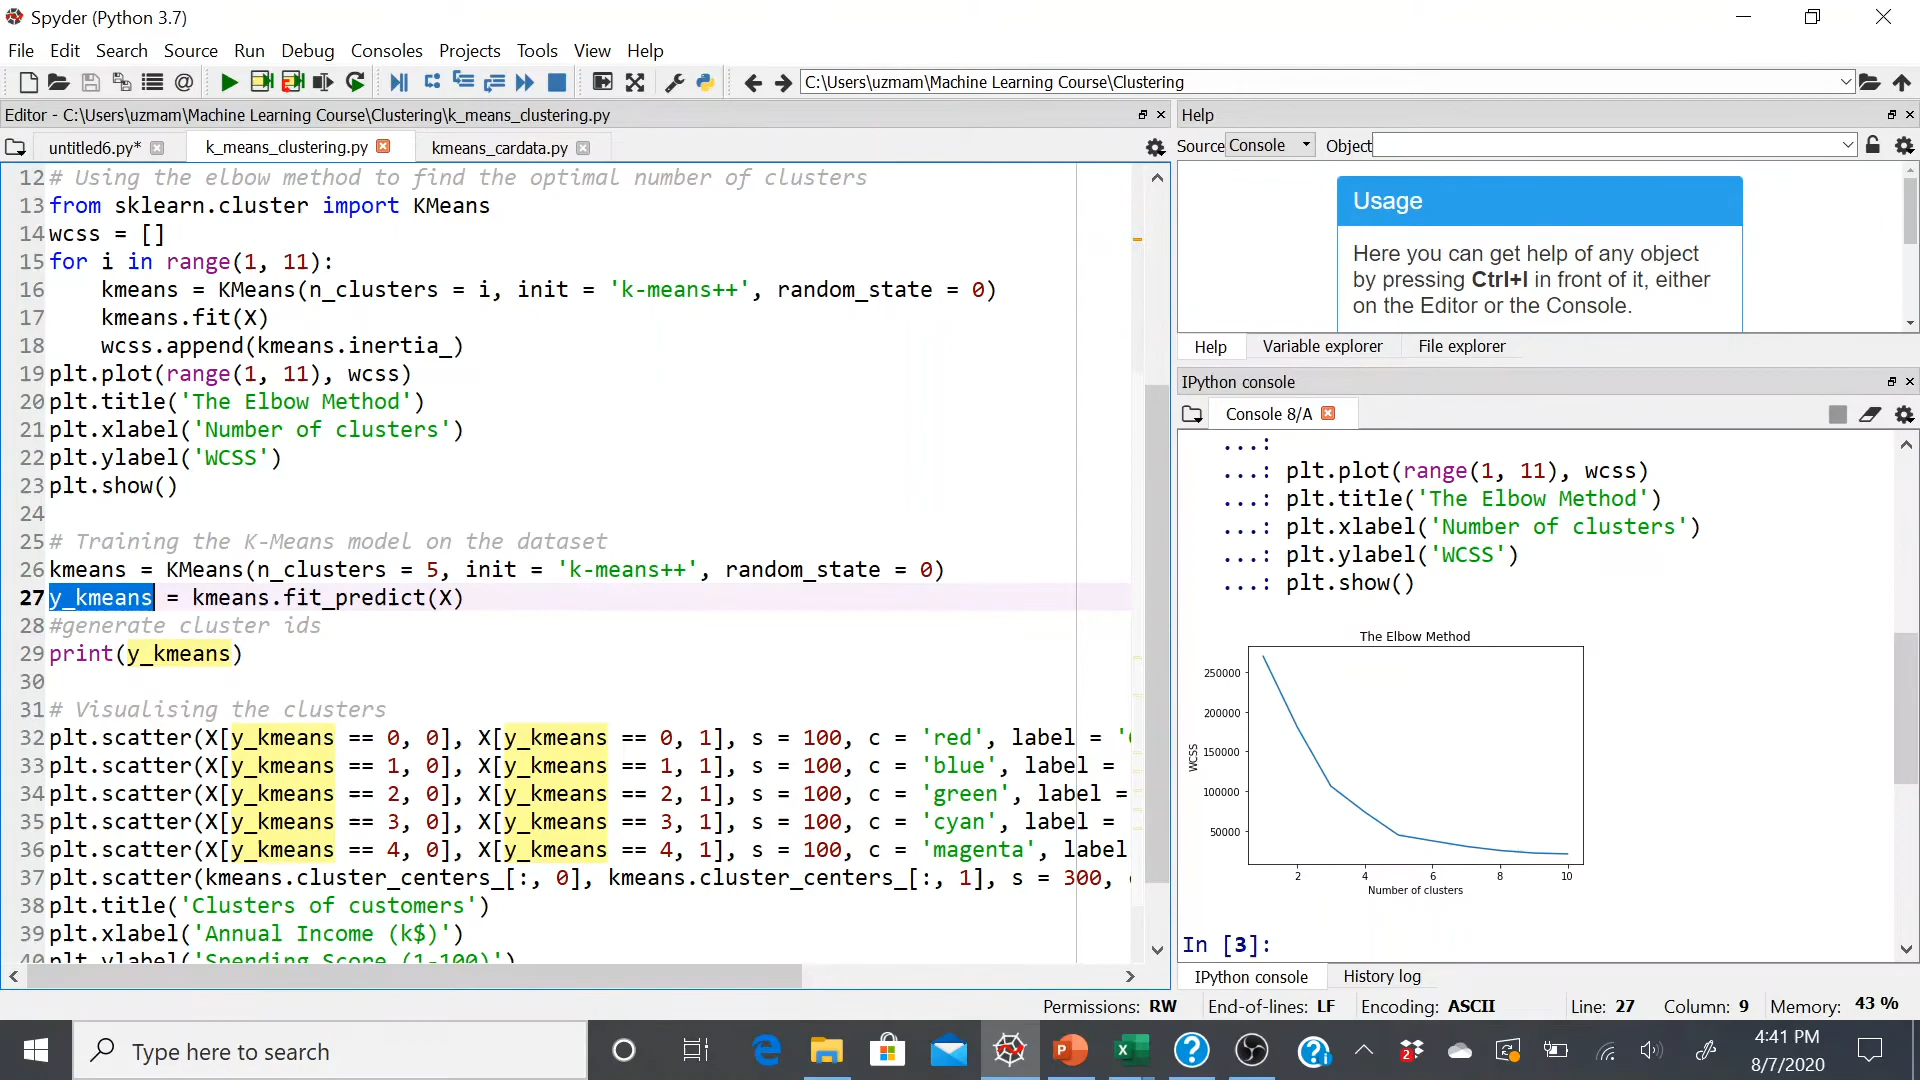 Spyder (Python 3.7)
File Edit Search Source Run Debug Consoles Projects Tools View Help
C:\Users\uzmam\Machine Learning Course\Clustering
Editor - C:\Users\uzmam\Machine Learning Course\Clustering\k_means_clustering.py
untitled6.py* k_means_clustering.py kmeans_cardata.py
12 # Using the elbow method to find the optimal number of clusters
13 from sklearn.cluster import KMeans
14 wcss = []
15 for i in range(1, 11):
16     kmeans = KMeans(n_clusters = i, init = 'k-means++', random_state = 0)
17     kmeans.fit(X)
18     wcss.append(kmeans.inertia_)
19 plt.plot(range(1, 11), wcss)
20 plt.title('The Elbow Method')
21 plt.xlabel('Number of clusters')
22 plt.ylabel('WCSS')
23 plt.show()
24
25 # Training the K-Means model on the dataset
26 kmeans = KMeans(n_clusters = 5, init = 'k-means++', random_state = 0)
27 y_kmeans = kmeans.fit_predict(X)
28 #generate cluster ids
29 print(y_kmeans)
30
31 # Visualising the clusters
32 plt.scatter(X[y_kmeans == 0, 0], X[y_kmeans == 0, 1], s = 100, c = 'red', label = '
33 plt.scatter(X[y_kmeans == 1, 0], X[y_kmeans == 1, 1], s = 100, c = 'blue', label =
34 plt.scatter(X[y_kmeans == 2, 0], X[y_kmeans == 2, 1], s = 100, c = 'green', label =
35 plt.scatter(X[y_kmeans == 3, 0], X[y_kmeans == 3, 1], s = 100, c = 'cyan', label =
36 plt.scatter(X[y_kmeans == 4, 0], X[y_kmeans == 4, 1], s = 100, c = 'magenta', label
37 plt.scatter(kmeans.cluster_centers_[:, 0], kmeans.cluster_centers_[:, 1], s = 300,
38 plt.title('Clusters of customers')
39 plt.xlabel('Annual Income (k$)')
40 plt.ylabel('Spending Score (1-100)')
Help
Source Console Object
Usage
Here you can get help of any object
by pressing Ctrl+I in front of it, either
on the Editor or the Console.
Help Variable explorer File explorer
IPython console
Console 8/A
...:
...: plt.plot(range(1, 11), wcss)
...: plt.title('The Elbow Method')
...: plt.xlabel('Number of clusters')
...: plt.ylabel('WCSS')
...: plt.show()
The Elbow Method
250000
200000
150000
100000
50000
WCSS
2 4 6 8 10
Number of clusters
In [3]:
IPython console History log
Permissions: RW End-of-lines: LF Encoding: ASCII Line: 27 Column: 9 Memory: 43 %
Type here to search
2
4:41 PM
8/7/2020